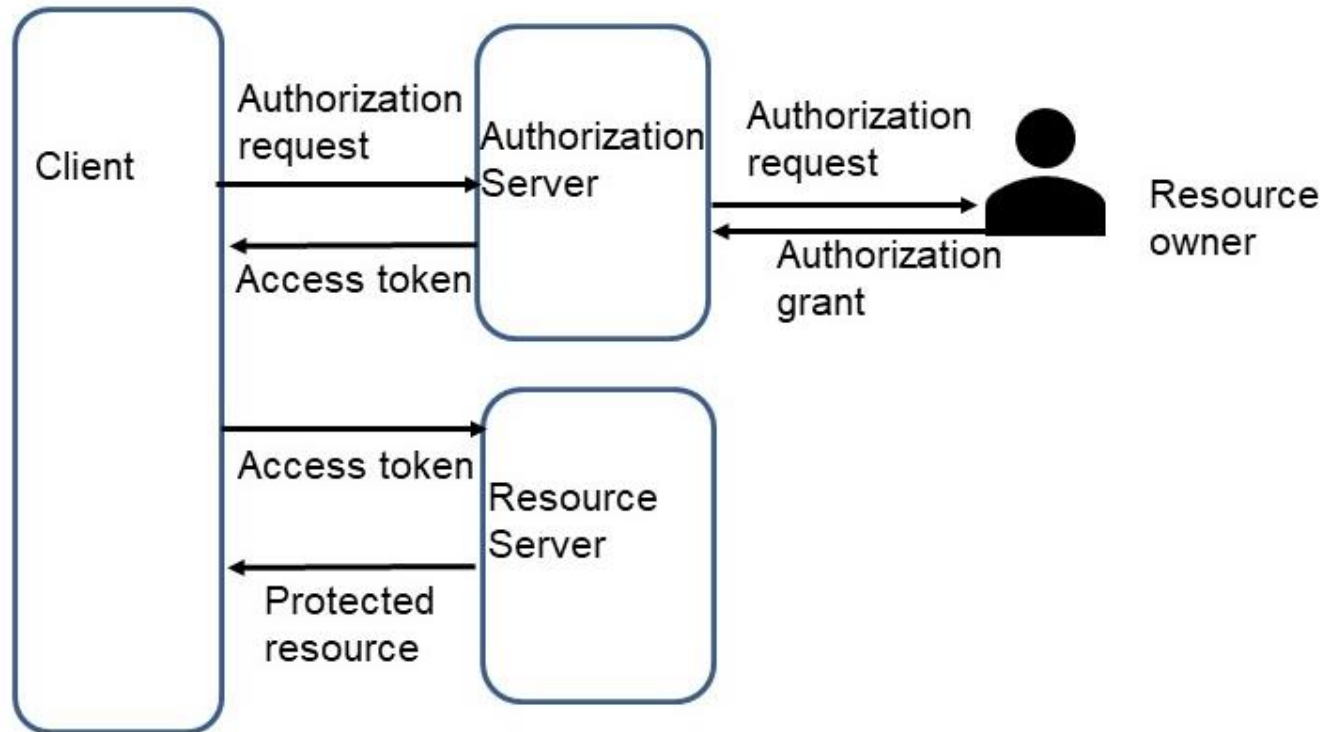 Client
Authorization
request
Access token
Authorization
Server
Authorization
request
Authorization
grant
Resource
owner
Access token
Protected
resource
Resource
Server